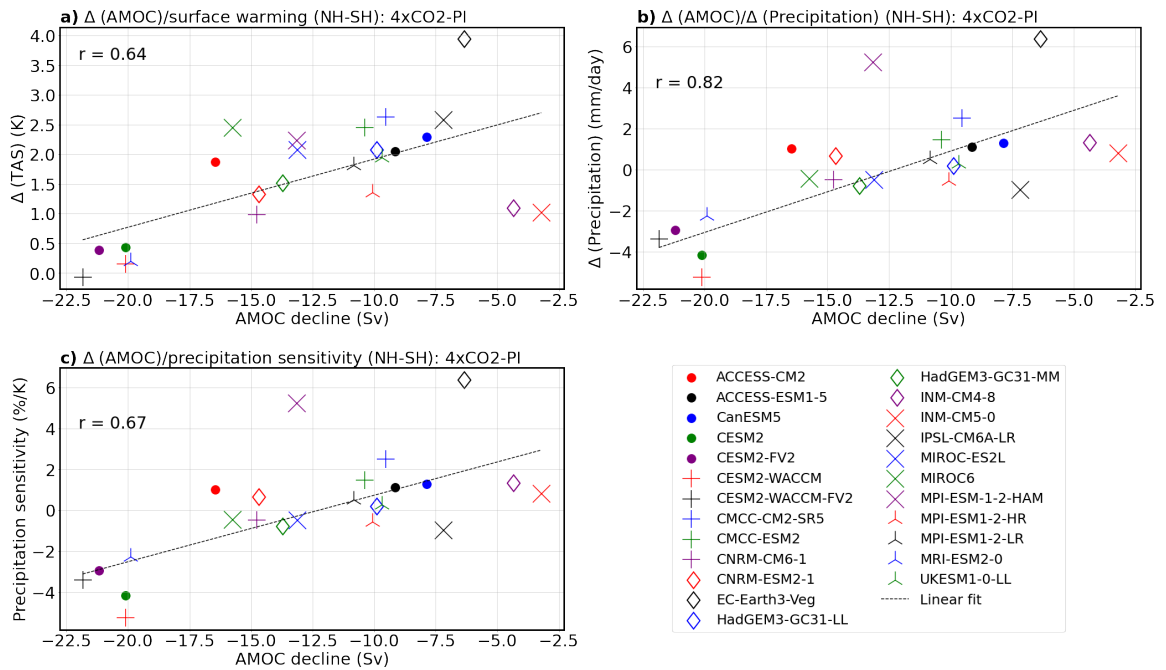 a) Δ (AMOC)/surface warming (NH-SH): 4xCO2-PI
4.0
3.5
3.0
2.5
2.0
1.5
1.0
0.5
0.0
Δ (TAS) (K)
r = 0.64
−22.5 −20.0 −17.5 −15.0 −12.5 −10.0 −7.5 −5.0 −2.5
AMOC decline (Sv)
b) Δ (AMOC)/Δ (Precipitation) (NH-SH): 4xCO2-PI
6
4
2
0
−2
−4
Δ (Precipitation) (mm/day)
r = 0.82
−22.5 −20.0 −17.5 −15.0 −12.5 −10.0 −7.5 −5.0 −2.5
AMOC decline (Sv)
c) Δ (AMOC)/precipitation sensitivity (NH-SH): 4xCO2-PI
6
4
2
0
−2
−4
Precipitation sensitivity (%/K)
r = 0.67
−22.5 −20.0 −17.5 −15.0 −12.5 −10.0 −7.5 −5.0 −2.5
AMOC decline (Sv)
ACCESS-CM2
ACCESS-ESM1-5
CanESM5
CESM2
CESM2-FV2
CESM2-WACCM
CESM2-WACCM-FV2
CMCC-CM2-SR5
CMCC-ESM2
CNRM-CM6-1
CNRM-ESM2-1
EC-Earth3-Veg
HadGEM3-GC31-LL
HadGEM3-GC31-MM
INM-CM4-8
INM-CM5-0
IPSL-CM6A-LR
MIROC-ES2L
MIROC6
MPI-ESM-1-2-HAM
MPI-ESM1-2-HR
MPI-ESM1-2-LR
MRI-ESM2-0
UKESM1-0-LL
Linear fit